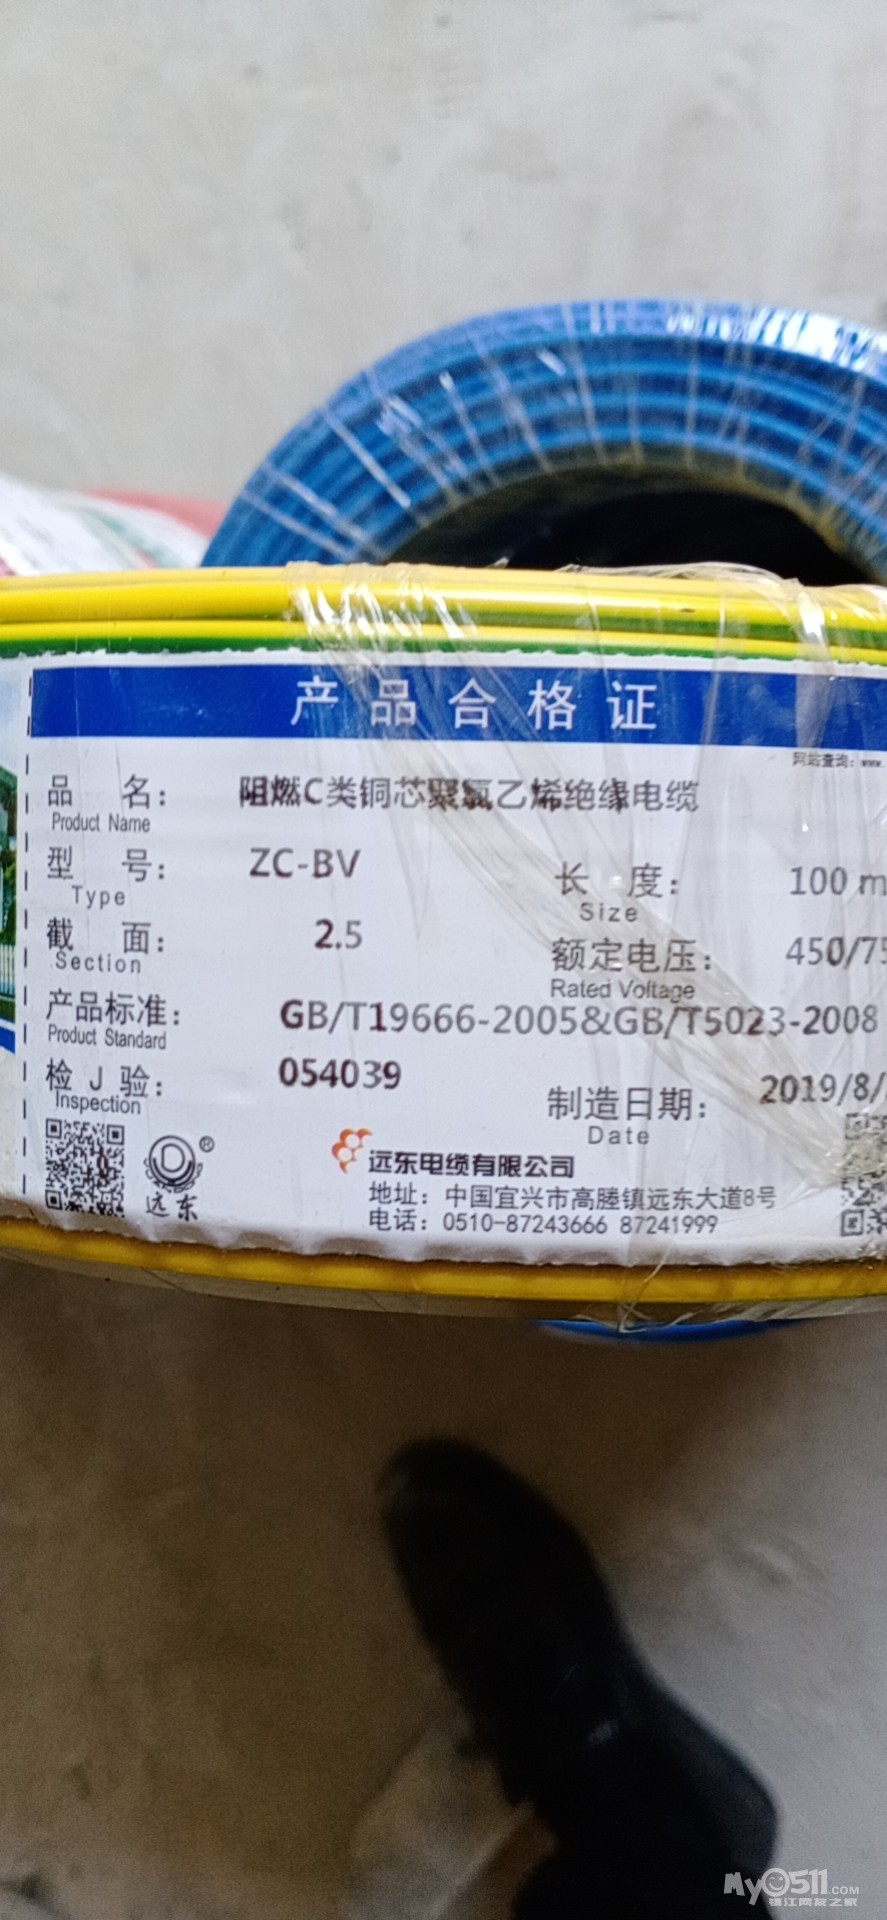 产品合格证
网站查询：www.
品 名： 阻燃C类铜芯聚氯乙烯绝缘电缆
Product Name
型 号： ZC-BV
Type
长 度： 100 m
Size
截 面： 2.5
Section
额定电压： 450/75
Rated Voltage
产品标准： GB/T19666-2005&GB/T5023-2008
Product Standard
检 J 验： 054039
Inspection
制造日期： 2019/8/
Date
D ®
远东
远东电缆有限公司
地址：中国宜兴市高塍镇远东大道8号
电话：0510-87243666 87241999
My0511.COM
镇江网友之家